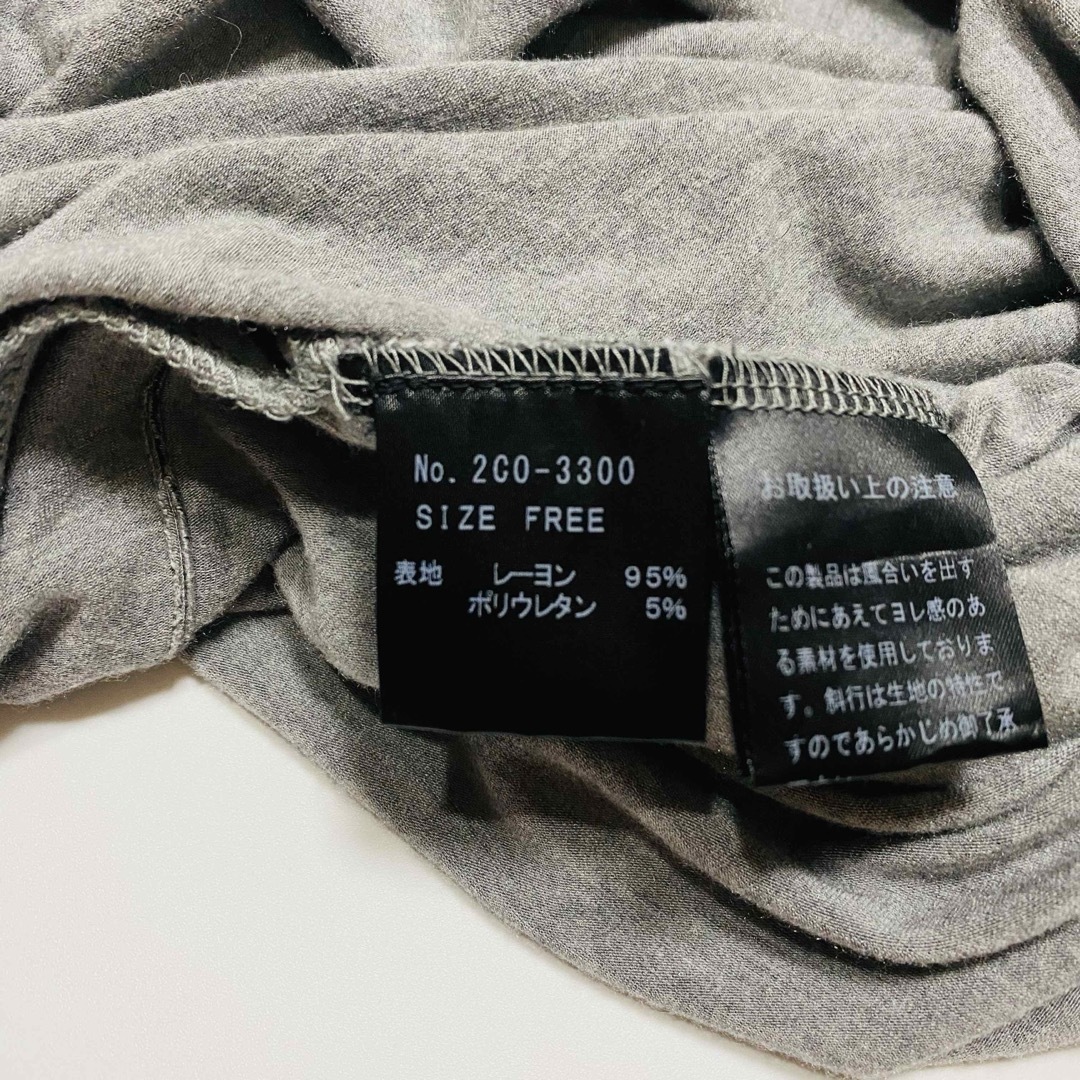 No. 2CO-3300
SIZE FREE
表地 レーヨン 95%
ポリウレタン 5%
お取扱い上の注意
この製品は風合いを出す
ためにあえてヨレ感のあ
る素材を使用しておりま
す。斜行は生地の特性で
すのであらかじめ御了承